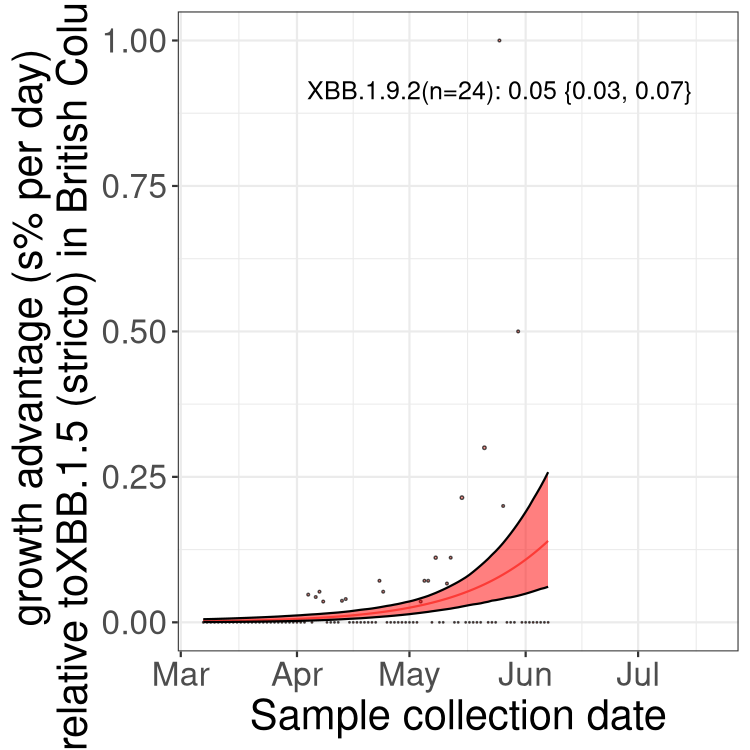 growth advantage (s% per day)
relative toXBB.1.5 (stricto) in British Colu
1.00
0.75
0.50
0.25
0.00
XBB.1.9.2(n=24): 0.05 {0.03, 0.07}
Mar Apr May Jun Jul
Sample collection date